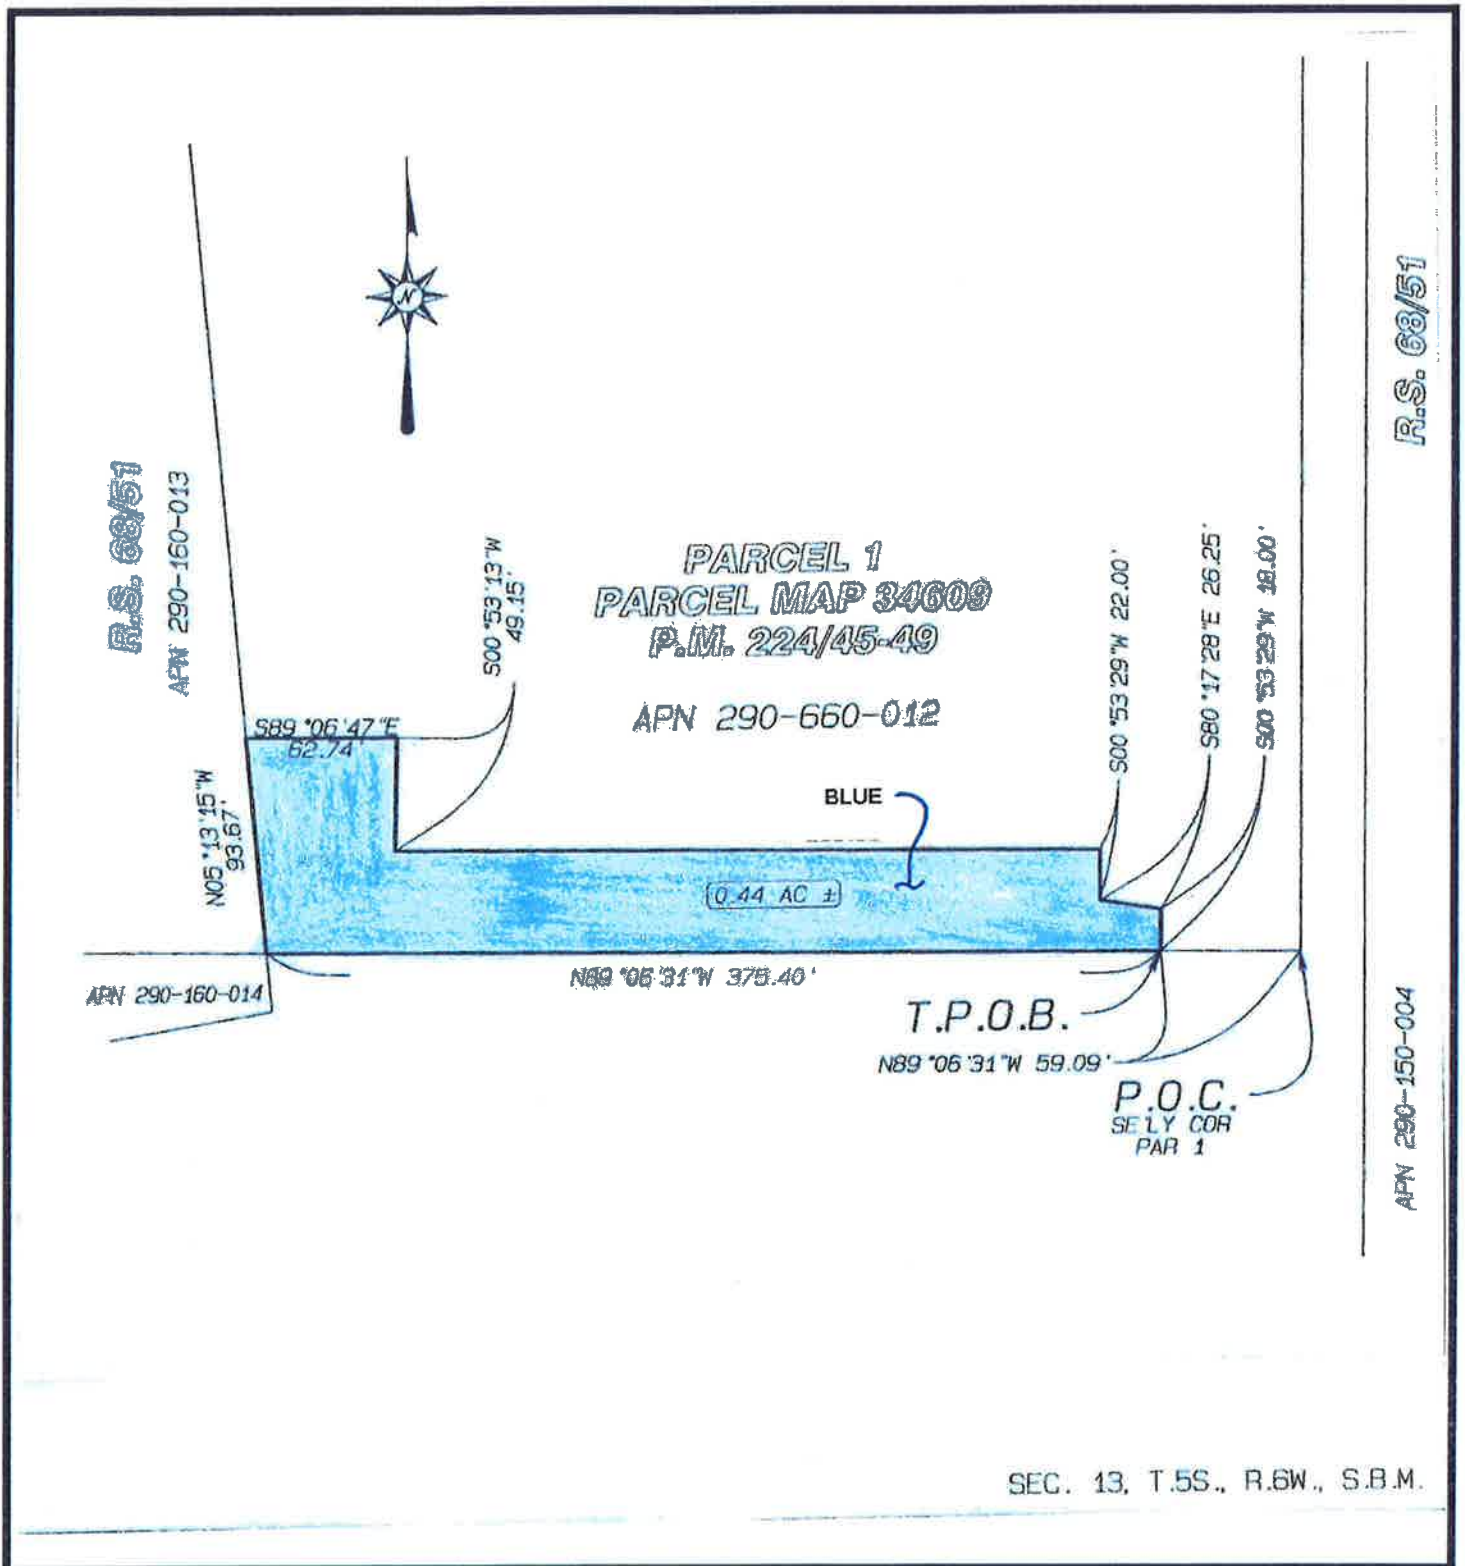 N
R.S. 68/51
R.S. 68/51
APN 290-160-013
S00°53'13"W
49.15'
PARCEL 1
PARCEL MAP 34609
P.M. 224/45-49
APN 290-660-012
S00°53'29"W 22.00'
S80°17'28"E 26.25'
S00°53'29"W 18.00'
S89°06'47"E
62.74'
N05°13'15"W
93.67'
BLUE
0.44 AC ±
N89°06'31"W 375.40'
APN 290-160-014
T.P.O.B.
N89°06'31"W 59.09'
P.O.C.
SE'LY COR
PAR 1
APN 290-150-004
SEC. 13, T.5S., R.6W., S.B.M.